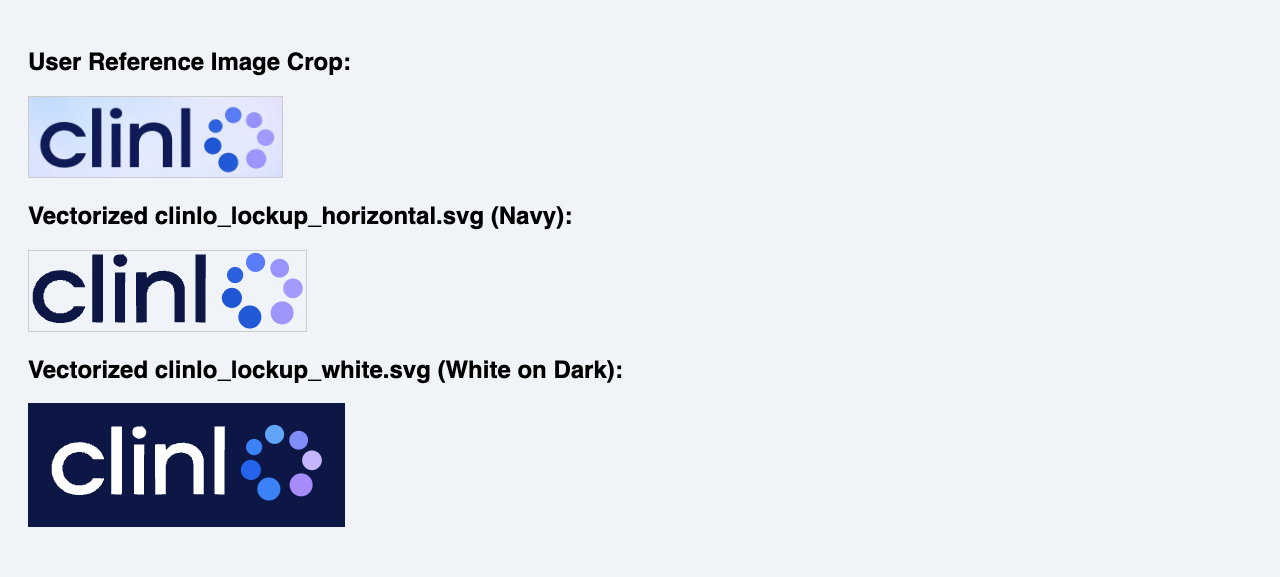 User Reference Image Crop:
clinl
Vectorized clinlo_lockup_horizontal.svg (Navy):
clinl
Vectorized clinlo_lockup_white.svg (White on Dark):
clinl